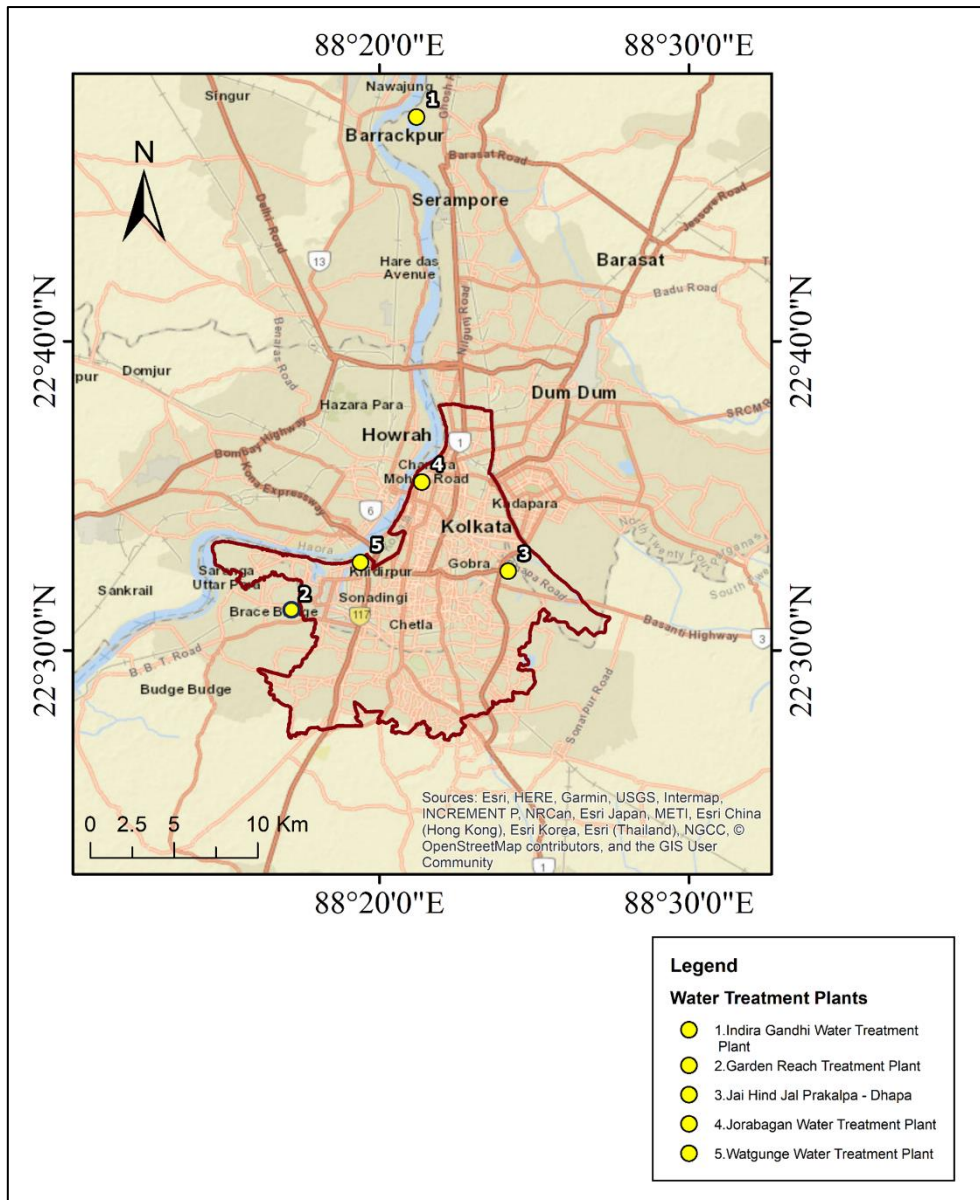 88°20'0"E 88°30'0"E
Nawajung
1
Singur
Barrackpur
N
Barasat Road
Serampore
Jessore Road
Delhi Road
Hare das
Avenue
13
Barasat
Badu Road
22°40'0"N 22°40'0"N
Nilgunj Road
Benaras Road
pur
Domjur
Dum Dum
Hazara Para
SRCMR
Howrah
1
Bombay Highway
4
Road
Kona Expressway
6
Kolkata
Haora
5
3
Gobra
Sankrail
Uttar Para
2
Sonadingi
117
Chetla
Basanti Highway
3
22°30'0"N 22°30'0"N
B. B. T. Road
Budge Budge
Sonatpur Road
Sources: Esri, HERE, Garmin, USGS, Intermap,
INCREMENT P, NRCan, Esri Japan, METI, Esri China
(Hong Kong), Esri Korea, Esri (Thailand), NGCC, ©
OpenStreetMap contributors, and the GIS User
Community
0 2.5 5 10 Km
1
88°20'0"E 88°30'0"E
Legend
Water Treatment Plants
1.Indira Gandhi Water Treatment
Plant
2.Garden Reach Treatment Plant
3.Jai Hind Jal Prakalpa - Dhapa
4.Jorabagan Water Treatment Plant
5.Watgunge Water Treatment Plant